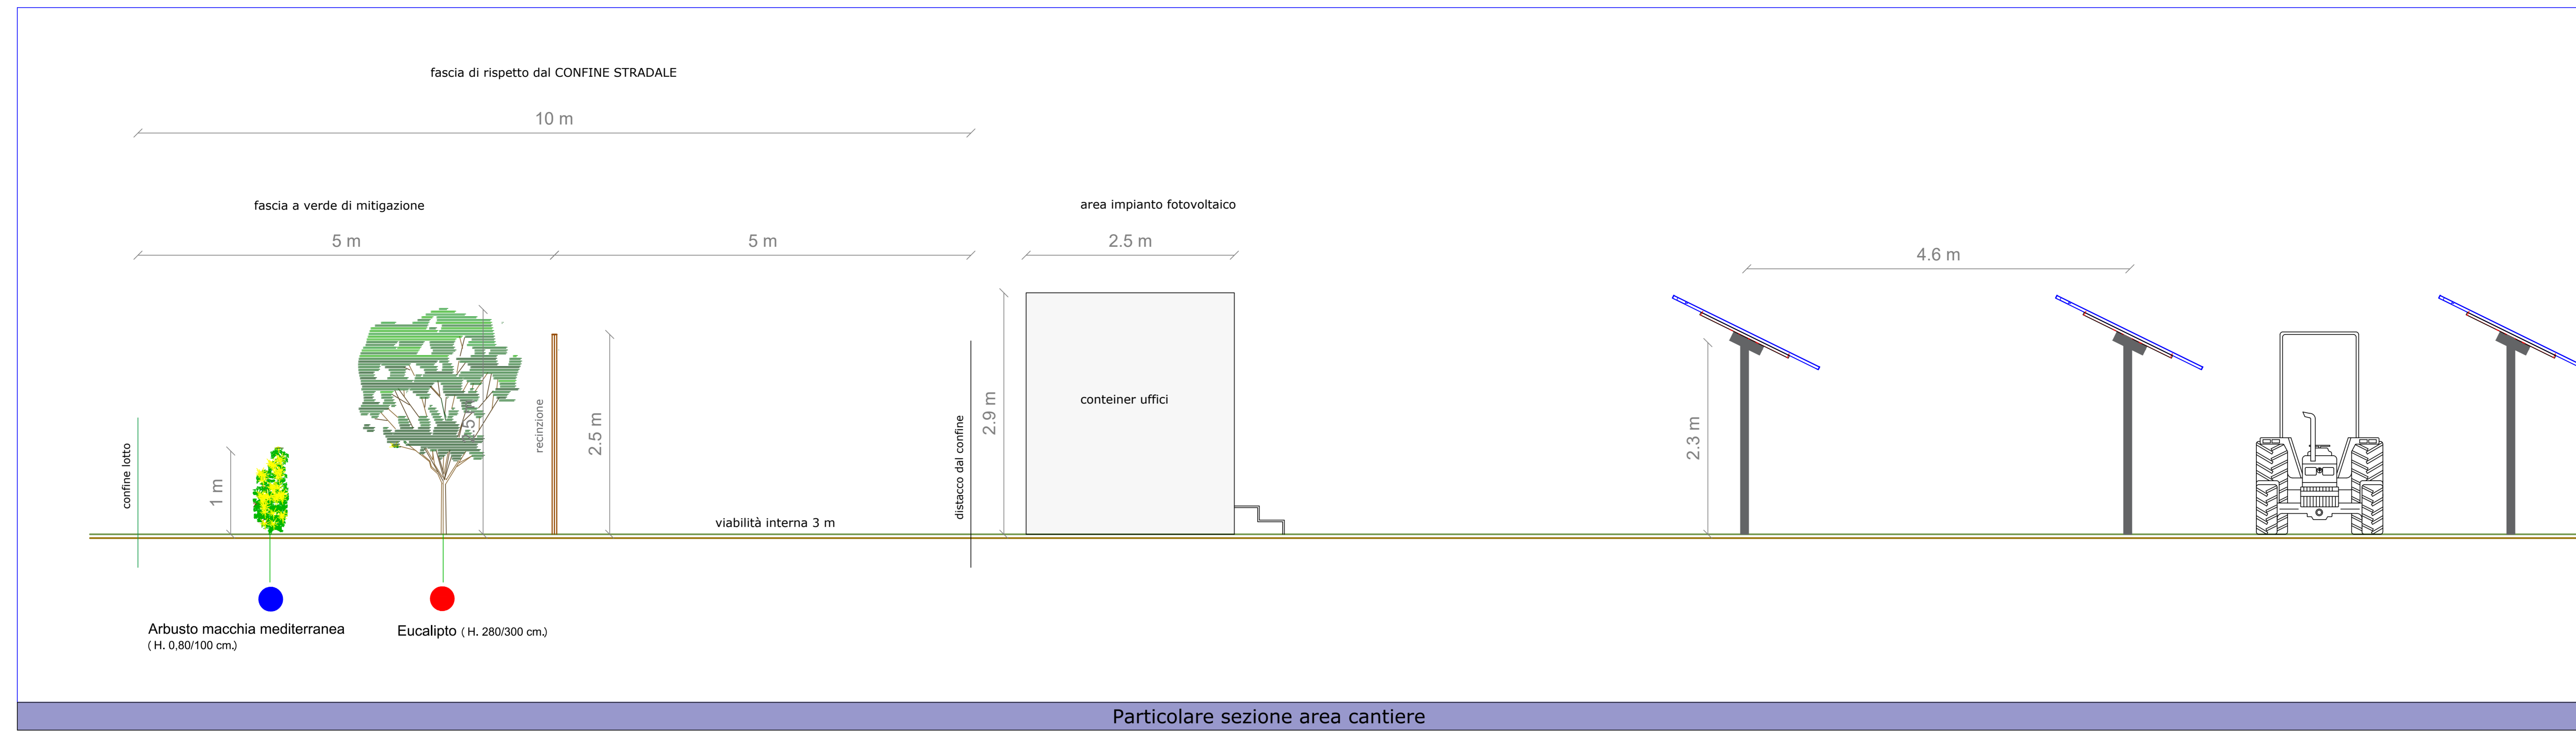 fascia di rispetto dal CONFINE STRADALE
10 m
fascia a verde di mitigazione
area impianto fotovoltaico
5 m
5 m
2.5 m
4.6 m
confine lotto
1 m
recinzione
2.5 m
viabilità interna 3 m
distacco dal confine
2.9 m
conteiner uffici
2.3 m
Arbusto macchia mediterranea
( H. 0,80/100 cm.)
Eucalipto ( H. 280/300 cm.)
Particolare sezione area cantiere